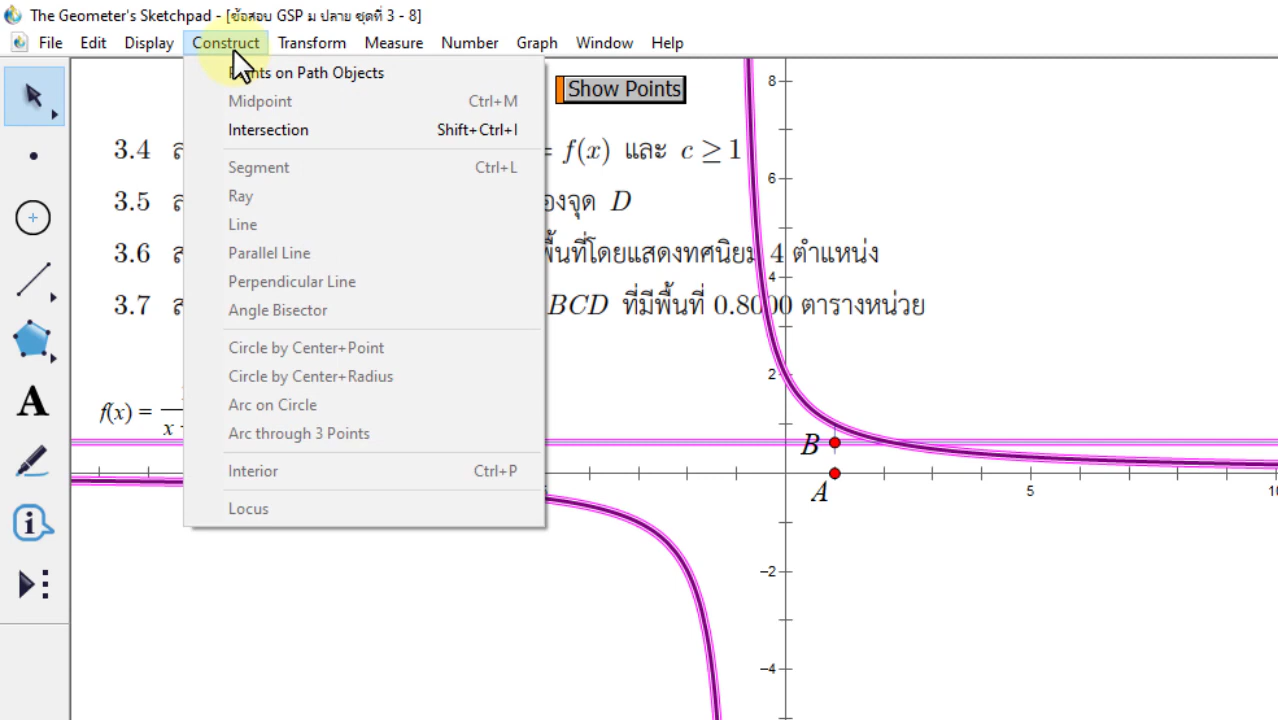 The Geometer's Sketchpad - [ข้อสอบ GSP ม ปลาย ชุดที่ 3 - 8]
File Edit Display Construct Transform Measure Number Graph Window Help
Points on Path Objects
Midpoint Ctrl+M
Intersection Shift+Ctrl+I
Segment Ctrl+L
Ray
Line
Parallel Line
Perpendicular Line
Angle Bisector
Circle by Center+Point
Circle by Center+Radius
Arc on Circle
Arc through 3 Points
Interior Ctrl+P
Locus
Show Points
3.4 ส = f(x) และ c ≥ 1
3.5 ส องจุด D
3.6 ส พื้นที่โดยแสดงทศนิยม 4 ตำแหน่ง
3.7 ส BCD ที่มีพื้นที่ 0.8000 ตารางหน่วย
f(x) =
x
8
6
4
2
B
A
5
10
−2
−4
A